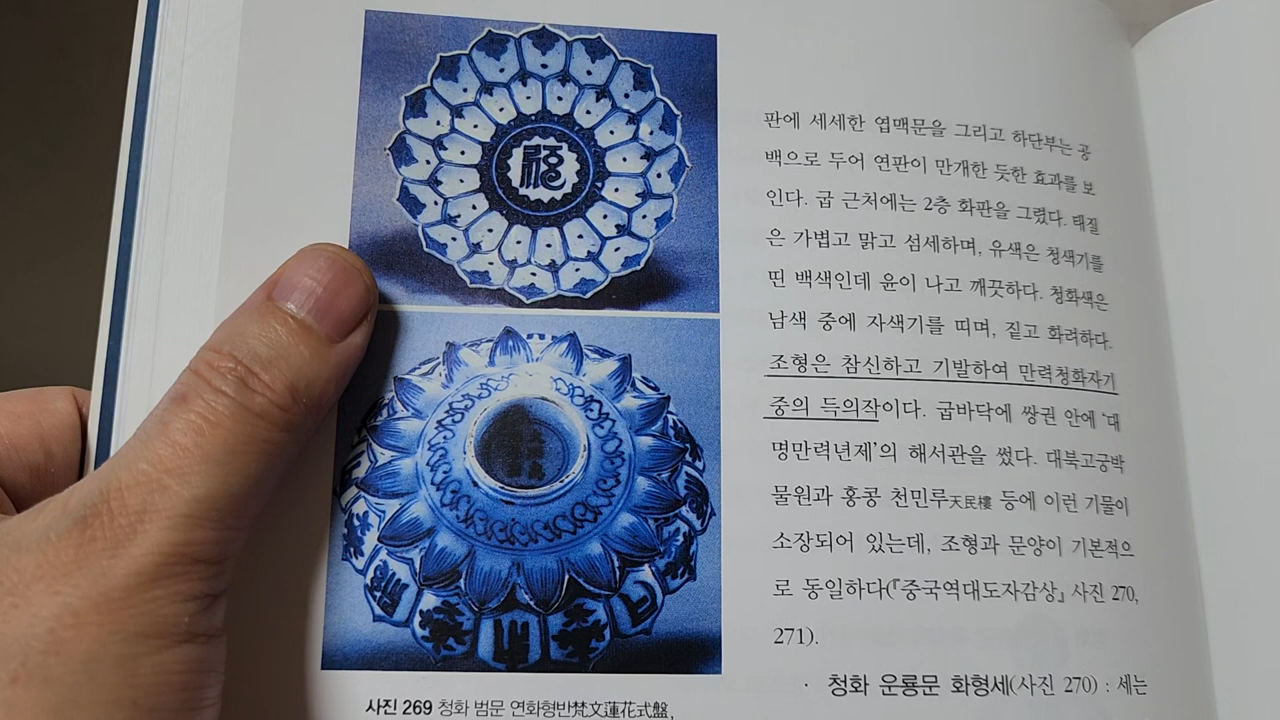 판에 세세한 엽맥문을 그리고 하단부는 공
백으로 두어 연판이 만개한 듯한 효과를 보
인다. 굽 근처에는 2층 화판을 그렸다. 태질
은 가볍고 맑고 섬세하며, 유색은 청색기를
띤 백색인데 윤이 나고 깨끗하다. 청화색은
남색 중에 자색기를 띠며, 짙고 화려하다.
조형은 참신하고 기발하여 만력청화자기
중의 득의작이다. 굽바닥에 쌍권 안에 '대
명만력년제'의 해서관을 썼다. 대북고궁박
물원과 홍콩 천민루天民樓 등에 이런 기물이
소장되어 있는데, 조형과 문양이 기본적으
로 동일하다(『중국역대도자감상』 사진 270,
271).
· 청화 운룡문 화형세(사진 270) : 세는
사진 269 청화 범문 연화형반梵文蓮花式盤,